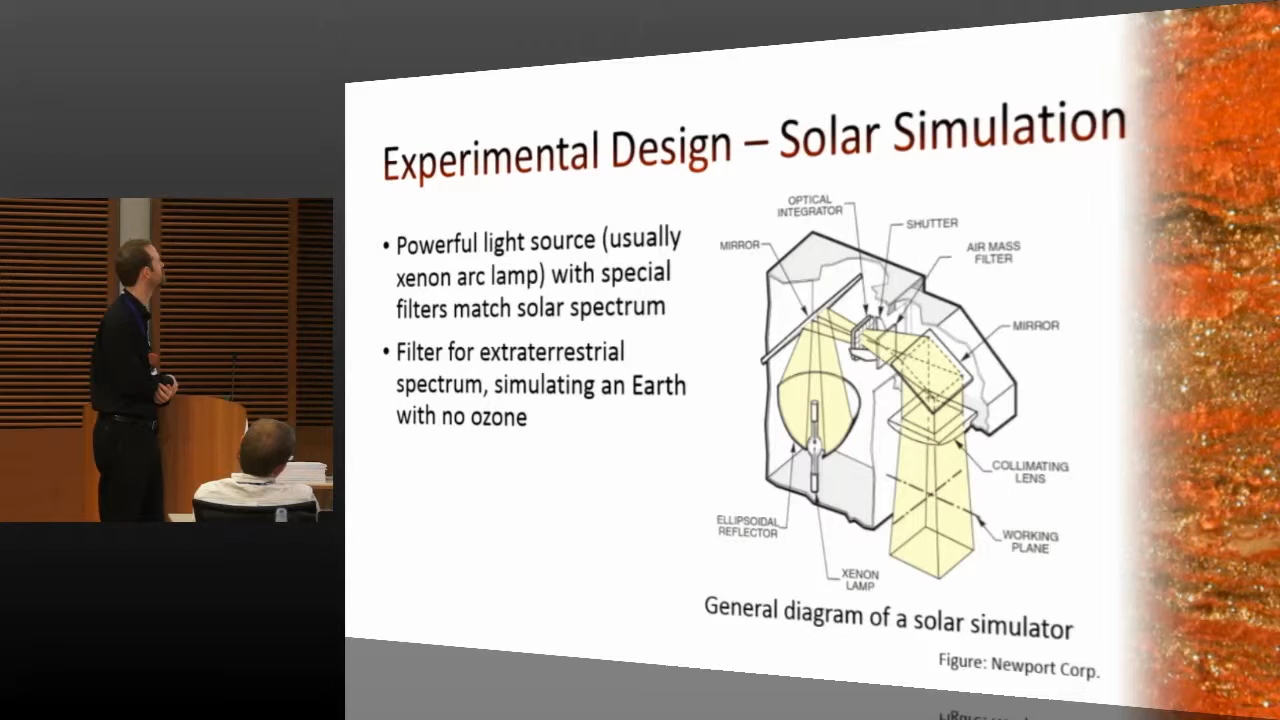 Experimental Design – Solar Simulation
• Powerful light source (usually
xenon arc lamp) with special
filters match solar spectrum
• Filter for extraterrestrial
spectrum, simulating an Earth
with no ozone
OPTICAL
INTEGRATOR
SHUTTER
MIRROR
AIR MASS
FILTER
MIRROR
COLLIMATING
LENS
ELLIPSOIDAL
REFLECTOR
WORKING
PLANE
XENON
LAMP
General diagram of a solar simulator
Figure: Newport Corp.